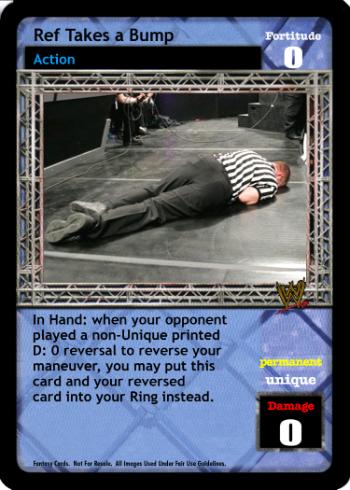 Ref Takes a Bump
Fortitude
0
Action
W
In Hand: when your opponent
played a non-Unique printed
D: 0 reversal to reverse your
maneuver, you may put this
card and your reversed
card into your Ring instead.
permanent
unique
Damage
0
Fantasy Cards. Not For Resale. All Images Used Under Fair Use Guidelines.